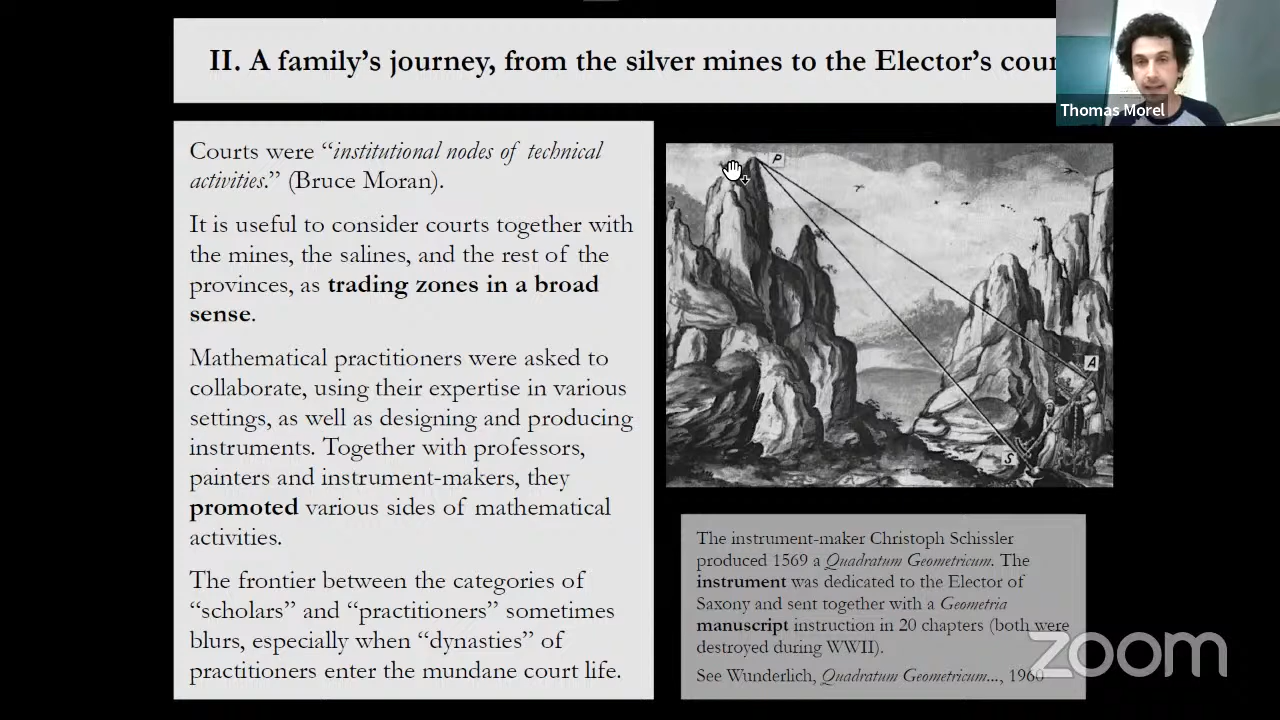 II. A family’s journey, from the silver mines to the Elector’s cour
Thomas Morel
Courts were “institutional nodes of technical
activities.” (Bruce Moran).
It is useful to consider courts together with
the mines, the salines, and the rest of the
provinces, as trading zones in a broad
sense.
Mathematical practitioners were asked to
collaborate, using their expertise in various
settings, as well as designing and producing
instruments. Together with professors,
painters and instrument-makers, they
promoted various sides of mathematical
activities.
The frontier between the categories of
“scholars” and “practitioners” sometimes
blurs, especially when “dynasties” of
practitioners enter the mundane court life.
P
A
S
The instrument-maker Christoph Schissler
produced 1569 a Quadratum Geometricum. The
instrument was dedicated to the Elector of
Saxony and sent together with a Geometria
manuscript instruction in 20 chapters (both were
destroyed during WWII).
See Wunderlich, Quadratum Geometricum..., 1960
zoom